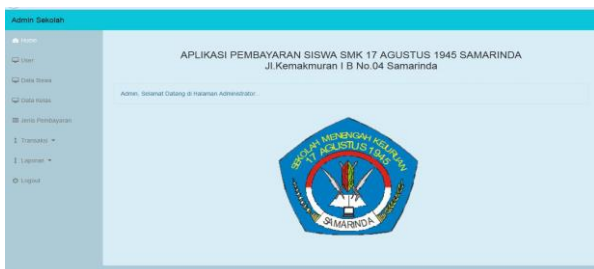 Admin Sekolah
Home
User
Data Siswa
Data Kelas
Jenis Pembayaran
Transaksi
Laporan
Logout
APLIKASI PEMBAYARAN SISWA SMK 17 AGUSTUS 1945 SAMARINDA
Jl.Kemakmuran I B No.04 Samarinda
Admin, Selamat Datang di Halaman Administrator..
SEKOLAH MENENGAH KEJURUAN
17 AGUSTUS 1945
SAMARINDA